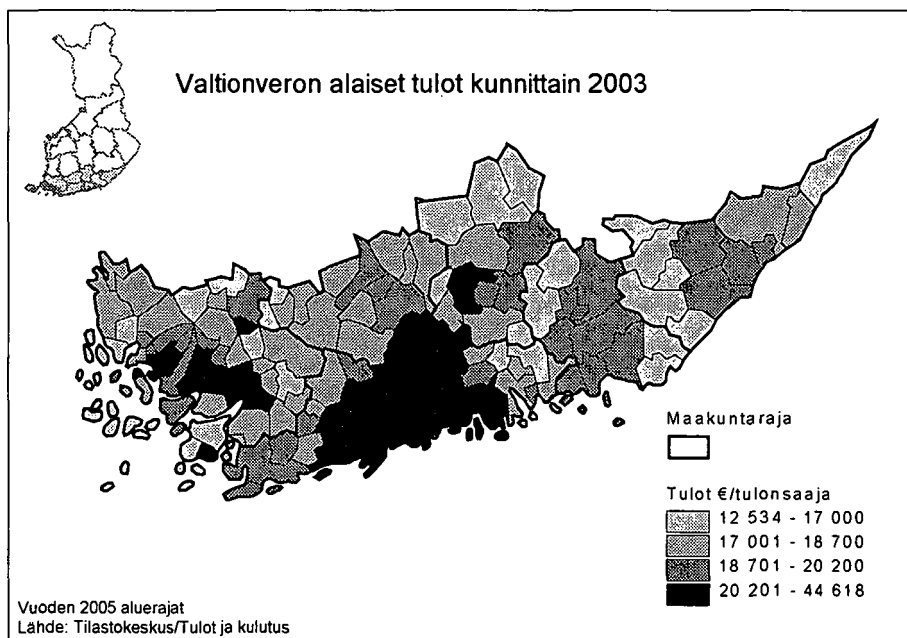 Valtionveron alaiset tulot kunnittain 2003
Maakuntaraja
Tulot €/tulonsaaja
12 534 - 17 000
17 001 - 18 700
18 701 - 20 200
20 201 - 44 618
Vuoden 2005 aluerajat
Lähde: Tilastokeskus/Tulot ja kulutus